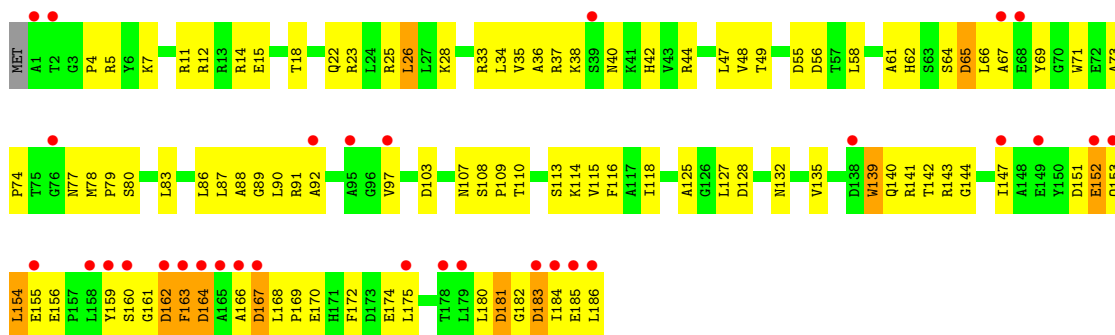 MET A1 T2 G3 P4 R5 Y6 K7 R11 R12 R13 R14 E15 T18 Q22 R23 L24 R25 L26 L27 K28 R33 L34 V35 A36 R37 K38 S39 N40 K41 H42 V43 R44 L47 V48 T49 D55 D56 T57 L58 A61 H62 S63 S64 D65 L66 A67 E68 Y69 G70 W71 E72 A73
P74 T75 G76 N77 M78 P79 S80 L83 L86 L87 A88 G89 L90 R91 A92 A95 G96 V97 D103 N107 S108 P109 T110 S113 K114 V115 F116 A117 I118 A125 G126 L127 D128 N132 V135 D138 W139 Q140 R141 T142 R143 G144 I147 A148 E149 Y150 D151 E152 D153
L154 E155 E156 P157 L158 Y159 S160 G161 D162 F163 D164 A165 A166 D167 L168 P169 E170 H171 F172 D173 E174 L175 T178 L179 L180 D181 G182 D183 I184 E185 L186